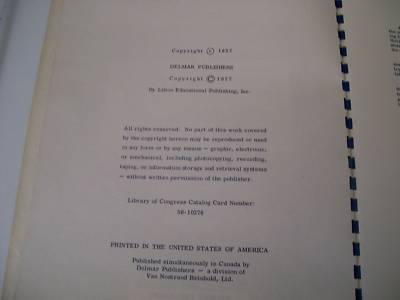 Copyright © 1957
DELMAR PUBLISHERS
Copyright © 1957
By Litton Educational Publishing, Inc.
All rights reserved. No part of this work covered
by the copyright hereon may be reproduced or used
in any form or by any means – graphic, electronic,
or mechanical, including photocopying, recording,
taping, or information storage and retrieval systems
– without written permission of the publisher.
Library of Congress Catalog Card Number:
58-10276
PRINTED IN THE UNITED STATES OF AMERICA
Published simultaneously in Canada by
Delmar Publishers – a division of
Van Nostrand Reinhold, Ltd.